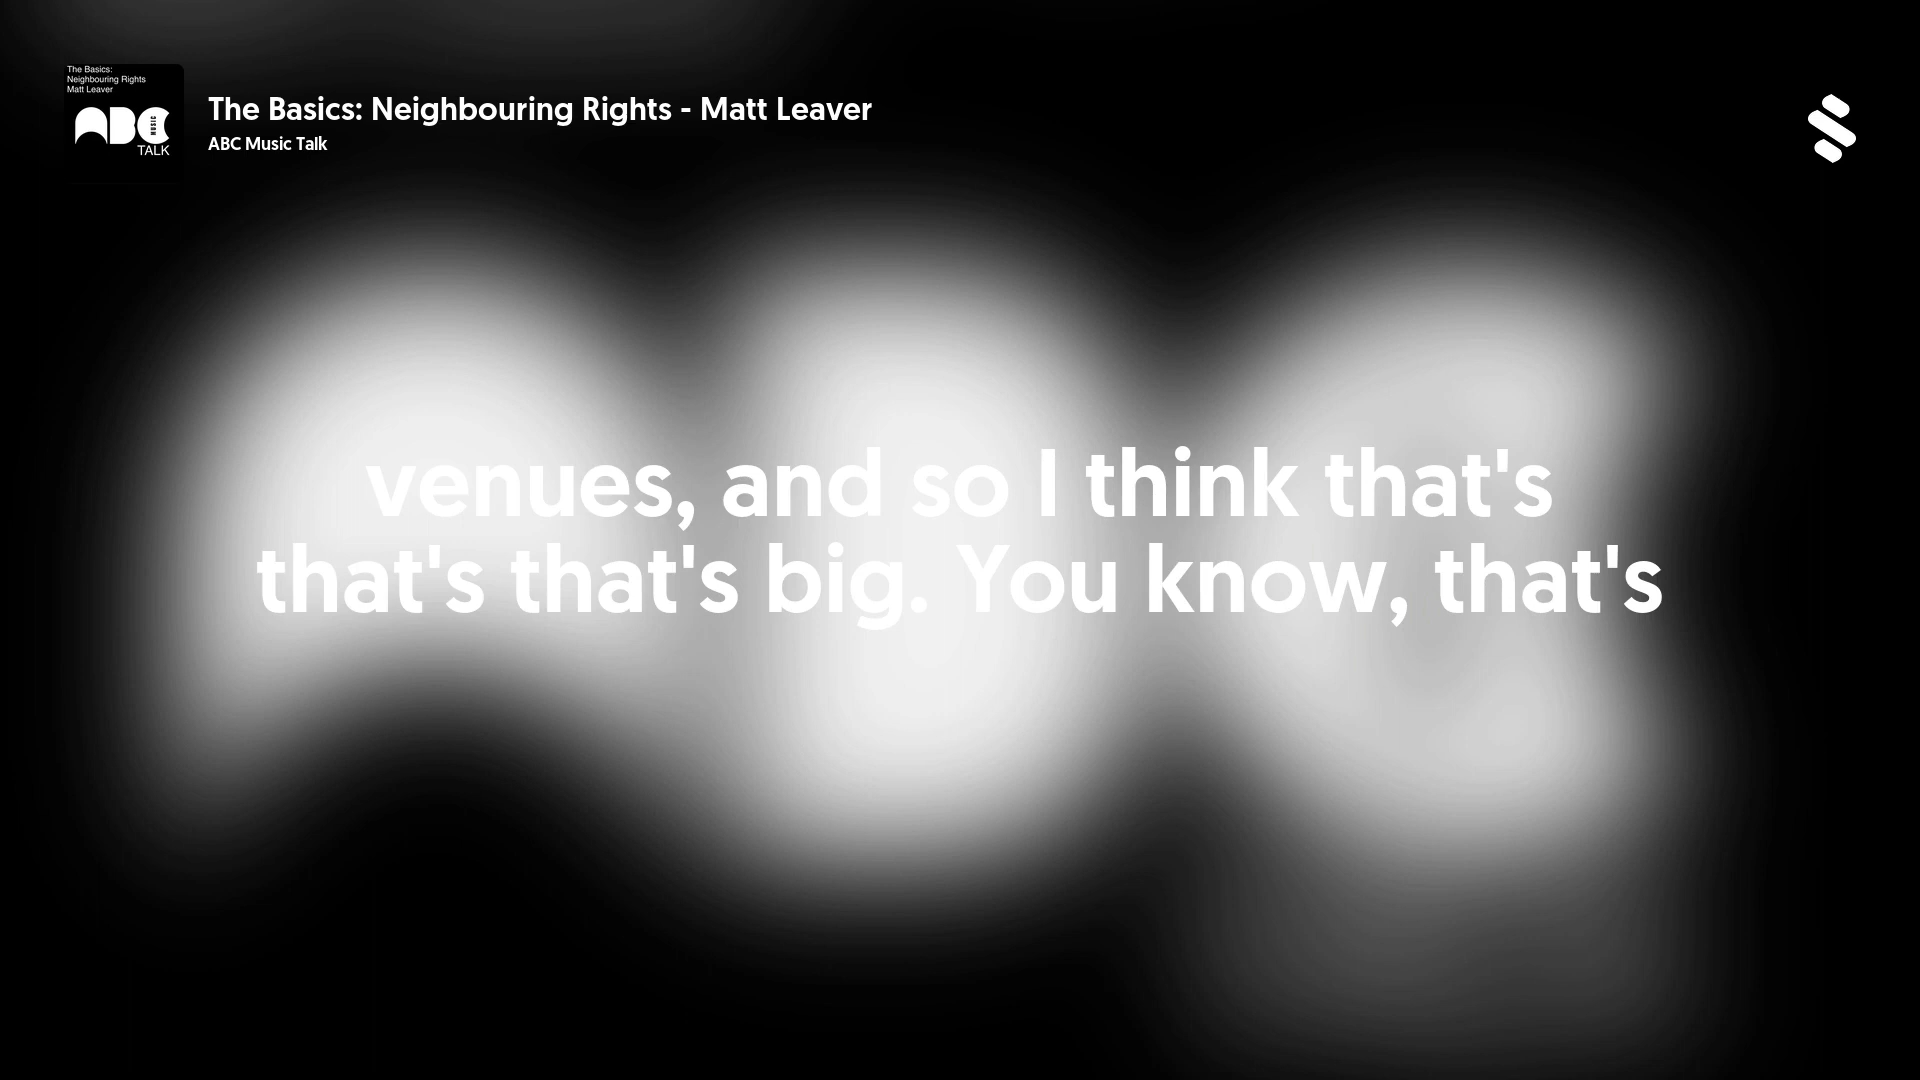 The Basics:
Neighbouring Rights
Matt Leaver
ABC MUSIC
TALK
The Basics: Neighbouring Rights - Matt Leaver
ABC Music Talk
venues, and so I think that's
that's that's big. You know, that's